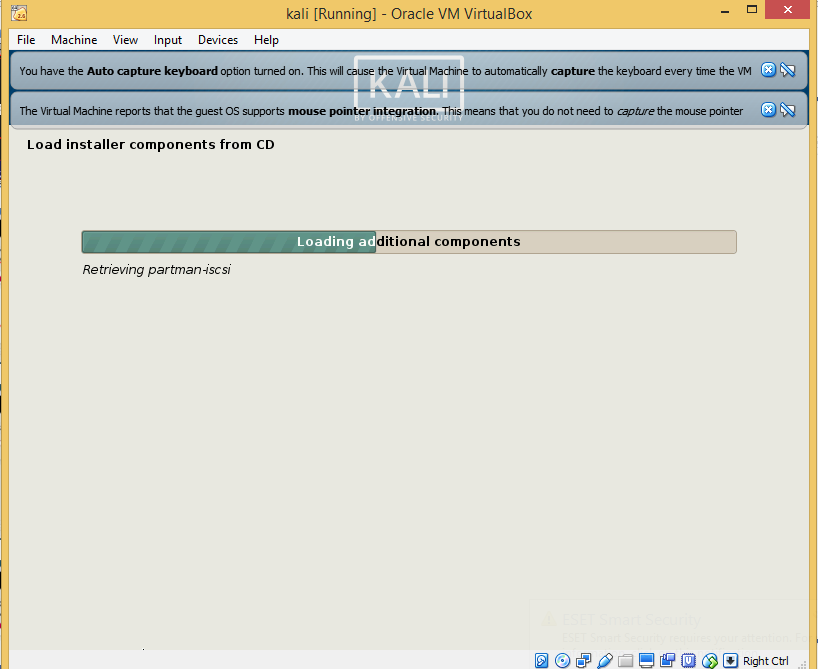 kali [Running] - Oracle VM VirtualBox
File Machine View Input Devices Help
You have the Auto capture keyboard option turned on. This will cause the Virtual Machine to automatically capture the keyboard every time the VM
KALI
The Virtual Machine reports that the guest OS supports mouse pointer integration. This means that you do not need to capture the mouse pointer
BY OFFENSIVE SECURITY
Load installer components from CD
Loading additional components
Retrieving partman-iscsi
ESET Smart Security
ESET Smart Security requires your attention. For
Right Ctrl